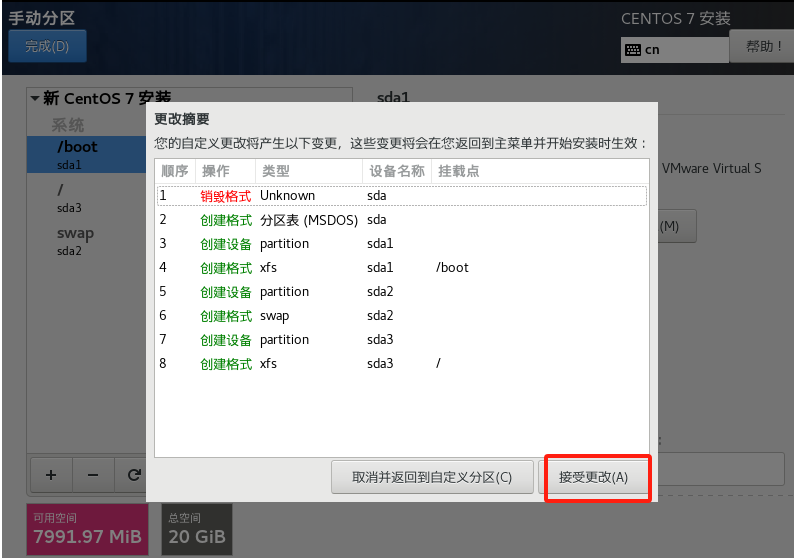 手动分区
CENTOS 7 安装
完成(D)
cn
帮助！
新 CentOS 7 安装
sda1
系统
/boot
sda1
/
sda3
swap
sda2
VMware Virtual S
(M)
更改摘要
您的自定义更改将产生以下变更，这些变更将会在您返回到主菜单并开始安装时生效：
顺序 操作 类型 设备名称 挂载点
1 销毁格式 Unknown sda
2 创建格式 分区表 (MSDOS) sda
3 创建设备 partition sda1
4 创建格式 xfs sda1 /boot
5 创建设备 partition sda2
6 创建格式 swap sda2
7 创建设备 partition sda3
8 创建格式 xfs sda3 /
取消并返回到自定义分区(C)
接受更改(A)
+ − 
可用空间
7991.97 MiB
总空间
20 GiB